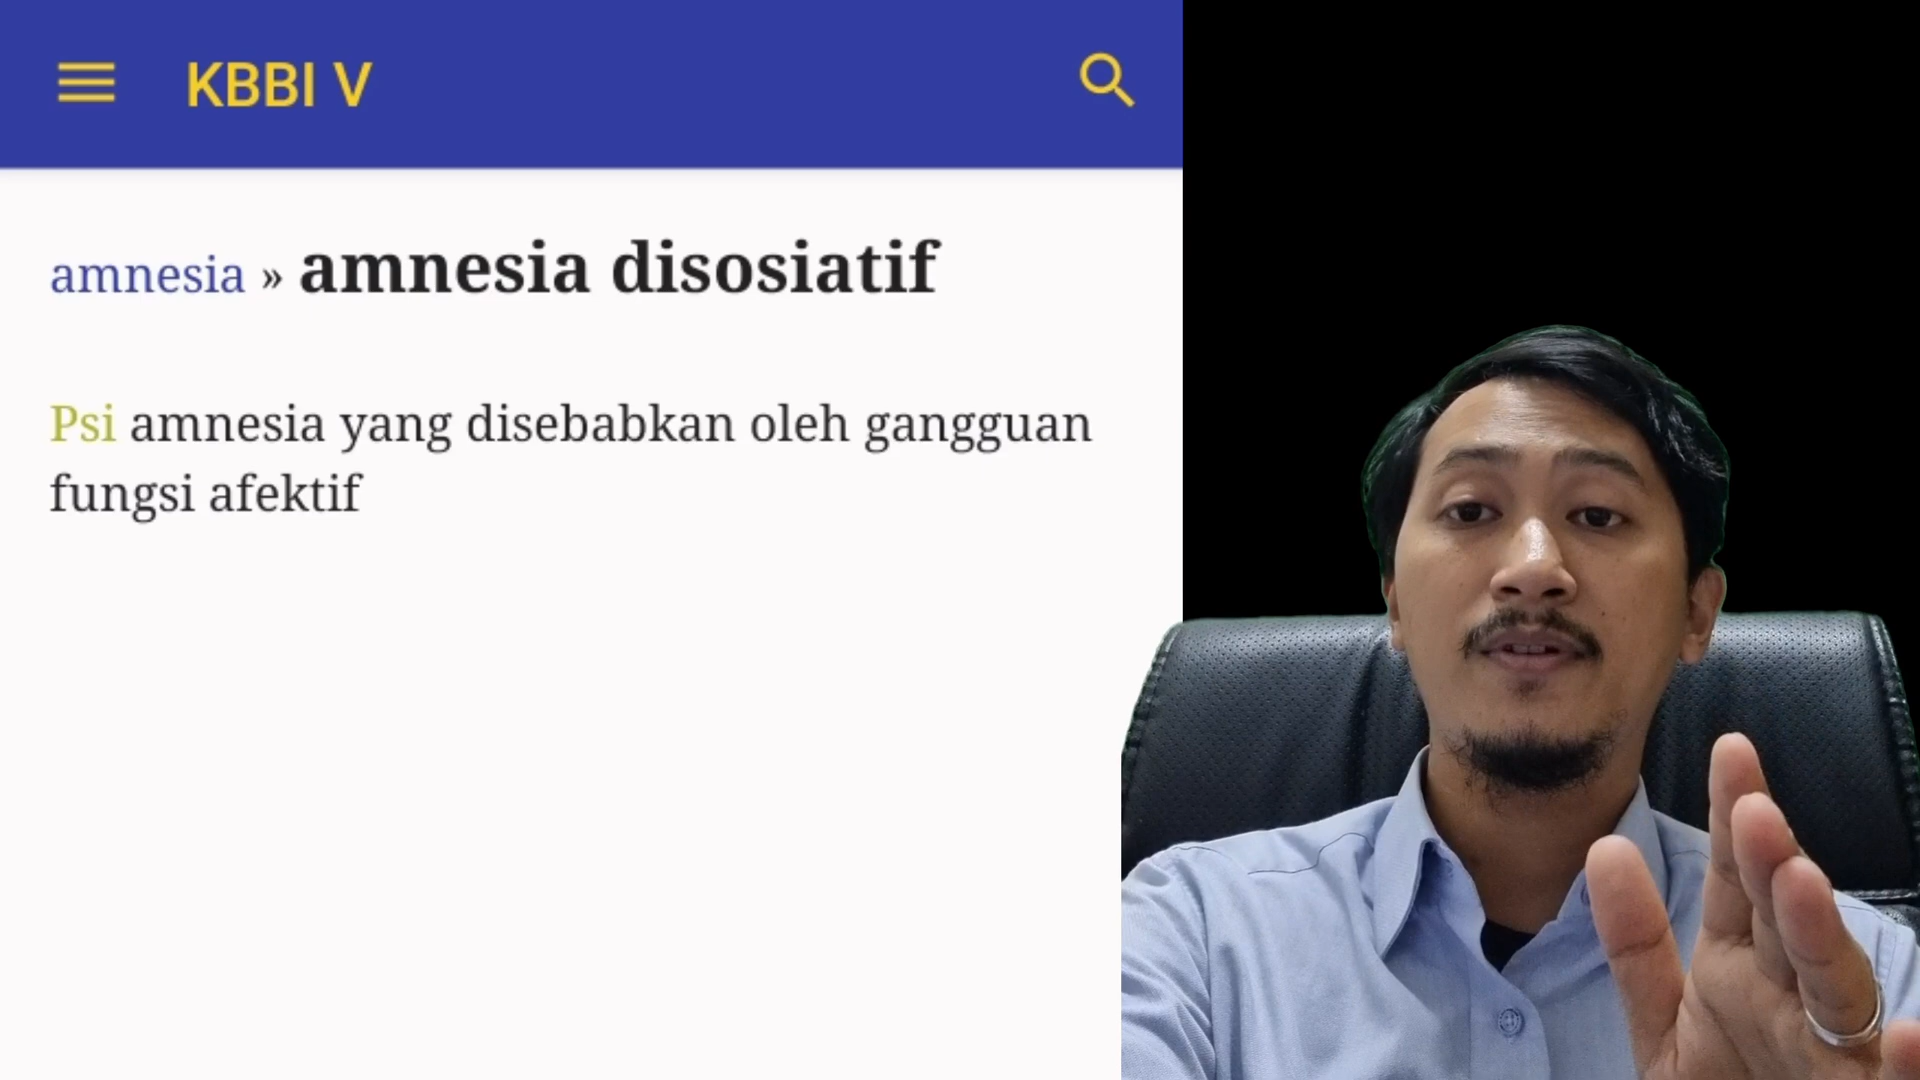 KBBI V
amnesia » amnesia disosiatif
Psi amnesia yang disebabkan oleh gangguan
fungsi afektif